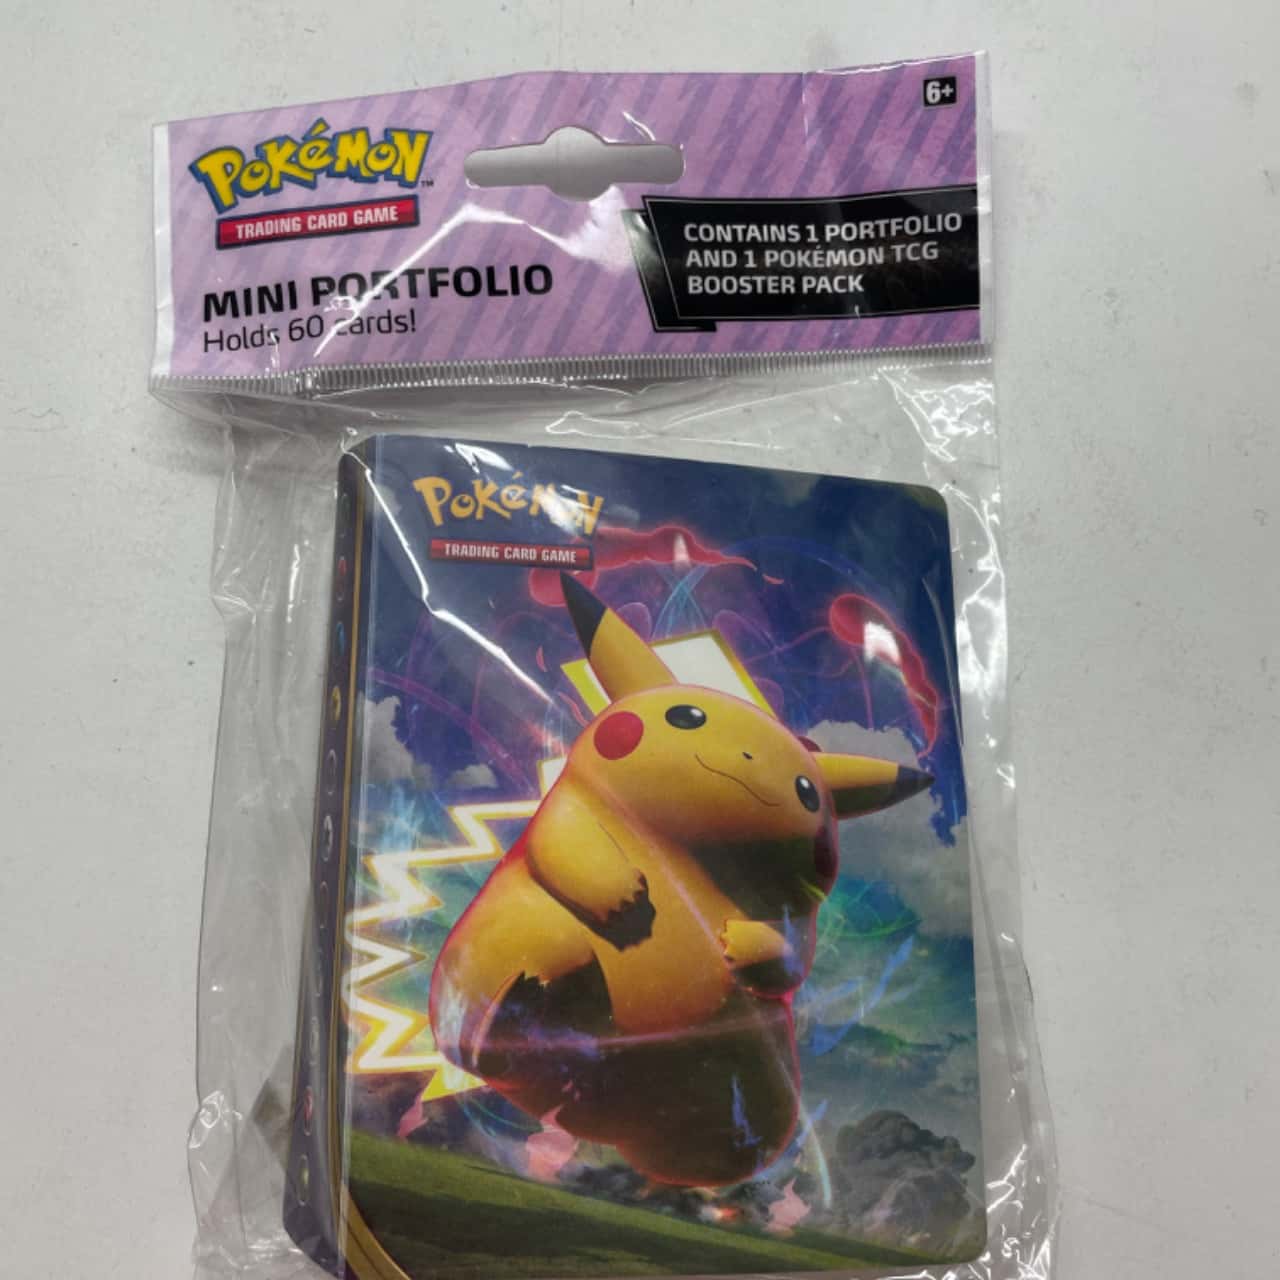 6+
POKÉMON™
TRADING CARD GAME
MINI PORTFOLIO
Holds 60 cards!
CONTAINS 1 PORTFOLIO
AND 1 POKÉMON TCG
BOOSTER PACK
POKÉMON
TRADING CARD GAME